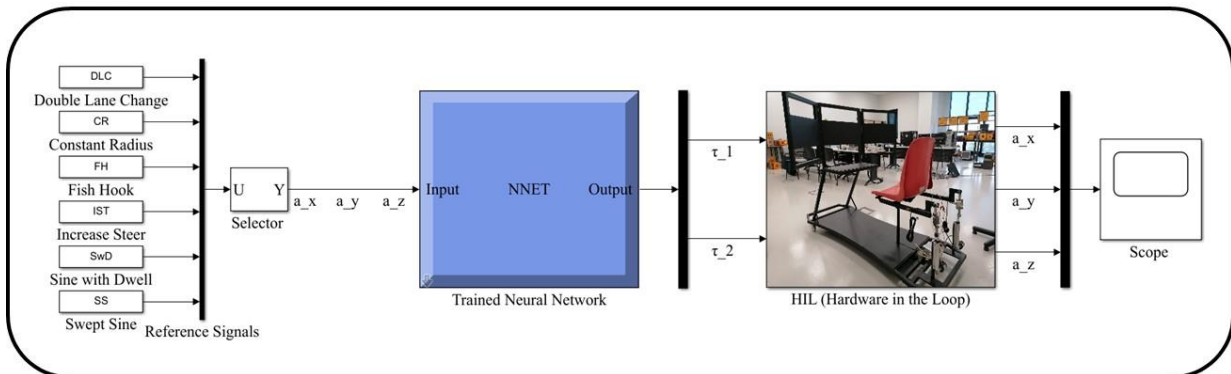 DLC
Double Lane Change
CR
Constant Radius
FH
Fish Hook
IST
Increase Steer
SwD
Sine with Dwell
SS
Swept Sine
Reference Signals
U Y
Selector
a_x a_y a_z
Input NNET Output
Trained Neural Network
τ_1
τ_2
HIL (Hardware in the Loop)
a_x
a_y
a_z
Scope